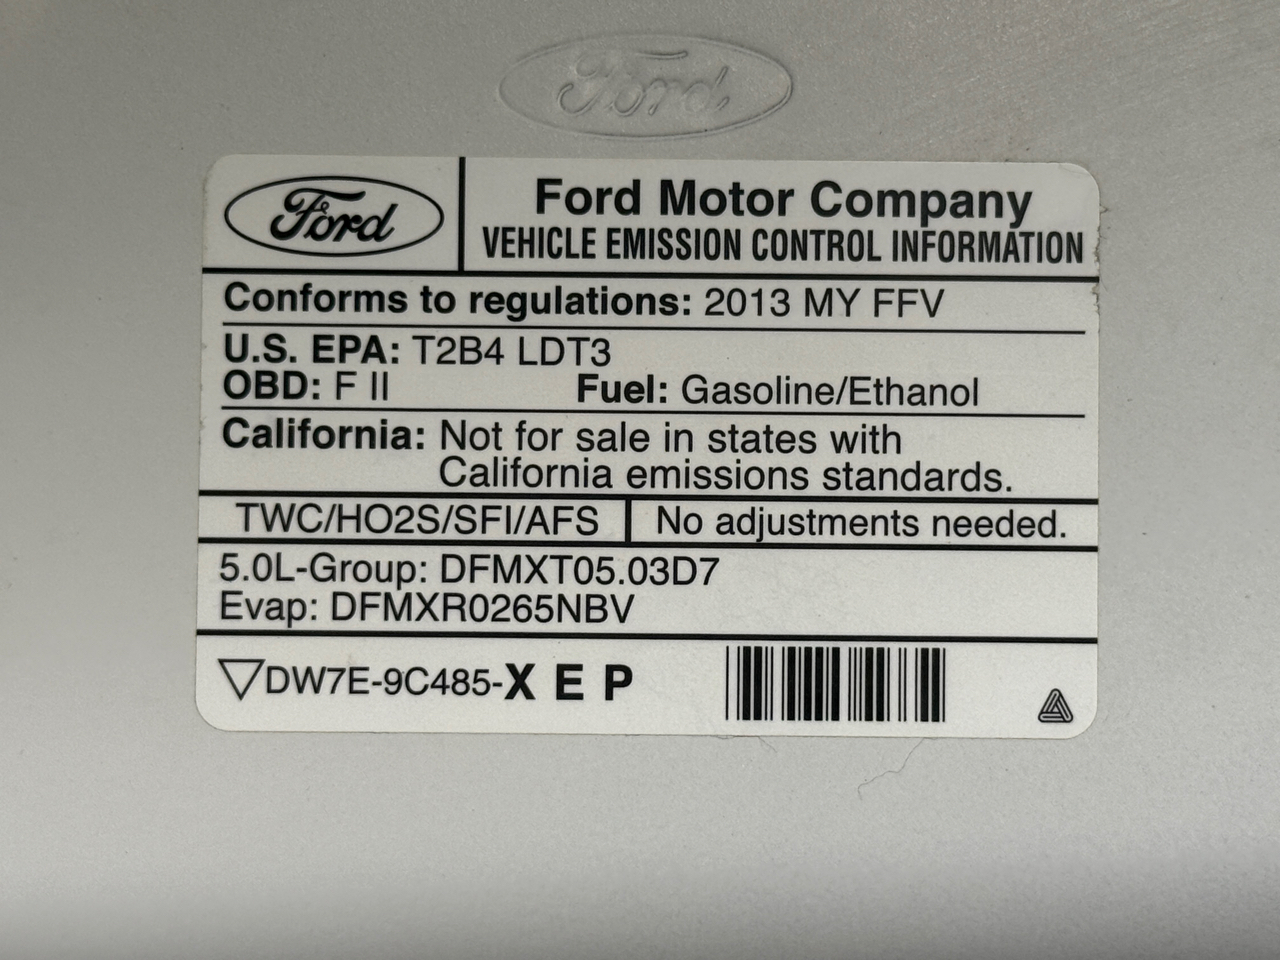 Ford
Ford
Ford Motor Company
VEHICLE EMISSION CONTROL INFORMATION
Conforms to regulations: 2013 MY FFV
U.S. EPA: T2B4 LDT3
OBD: F II Fuel: Gasoline/Ethanol
California: Not for sale in states with
California emissions standards.
TWC/HO2S/SFI/AFS No adjustments needed.
5.0L-Group: DFMXT05.03D7
Evap: DFMXR0265NBV
▽DW7E-9C485-X E P